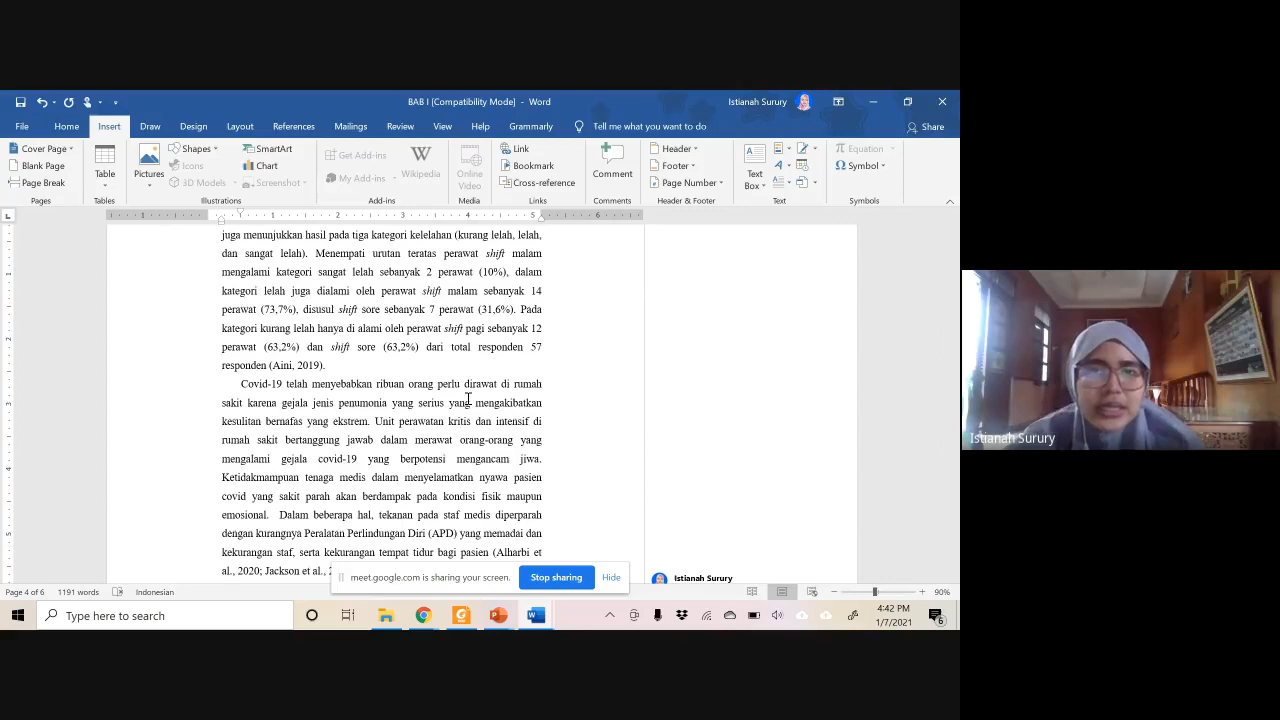 BAB I [Compatibility Mode] - Word
Istianah Surury
File Home Insert Draw Design Layout References Mailings Review View Help Grammarly Tell me what you want to do Share
Cover Page
Blank Page
Page Break
Pages
Table
Tables
Pictures
Shapes
Icons
3D Models
SmartArt
Chart
Screenshot
Illustrations
Get Add-ins
My Add-ins
Wikipedia
Add-ins
Online Video
Media
Link
Bookmark
Cross-reference
Links
Comment
Comments
Header
Footer
Page Number
Header & Footer
Text Box
Text
Equation
Symbol
Symbols
juga menunjukkan hasil pada tiga kategori kelelahan (kurang lelah, lelah,
dan sangat lelah). Menempati urutan teratas perawat shift malam
mengalami kategori sangat lelah sebanyak 2 perawat (10%), dalam
kategori lelah juga dialami oleh perawat shift malam sebanyak 14
perawat (73,7%), disusul shift sore sebanyak 7 perawat (31,6%). Pada
kategori kurang lelah hanya di alami oleh perawat shift pagi sebanyak 12
perawat (63,2%) dan shift sore (63,2%) dari total responden 57
responden (Aini, 2019).
Covid-19 telah menyebabkan ribuan orang perlu dirawat di rumah
sakit karena gejala jenis penumonia yang serius yang mengakibatkan
kesulitan bernafas yang ekstrem. Unit perawatan kritis dan intensif di
rumah sakit bertanggung jawab dalam merawat orang-orang yang
mengalami gejala covid-19 yang berpotensi mengancam jiwa.
Ketidakmampuan tenaga medis dalam menyelamatkan nyawa pasien
covid yang sakit parah akan berdampak pada kondisi fisik maupun
emosional. Dalam beberapa hal, tekanan pada staf medis diperparah
dengan kurangnya Peralatan Perlindungan Diri (APD) yang memadai dan
kekurangan staf, serta kekurangan tempat tidur bagi pasien (Alharbi et
al., 2020; Jackson et al.,
Istianah Surury
meet.google.com is sharing your screen.
Stop sharing
Hide
Page 4 of 6 1191 words Indonesian
90%
Type here to search
4:42 PM
1/7/2021
6
Istianah Surury